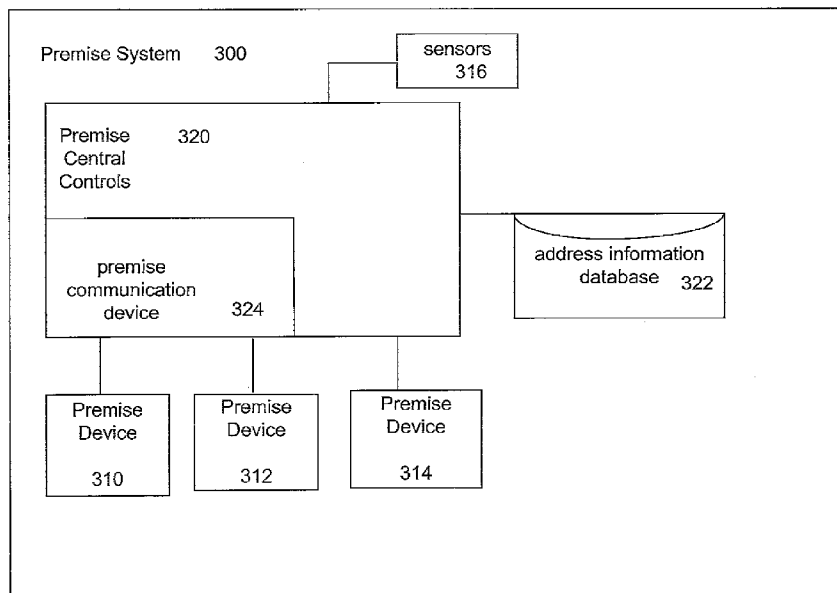 Premise System 300
sensors
316
Premise 320
Central
Controls
premise
communication
device 324
address information
database 322
Premise
Device
310
Premise
Device
312
Premise
Device
314